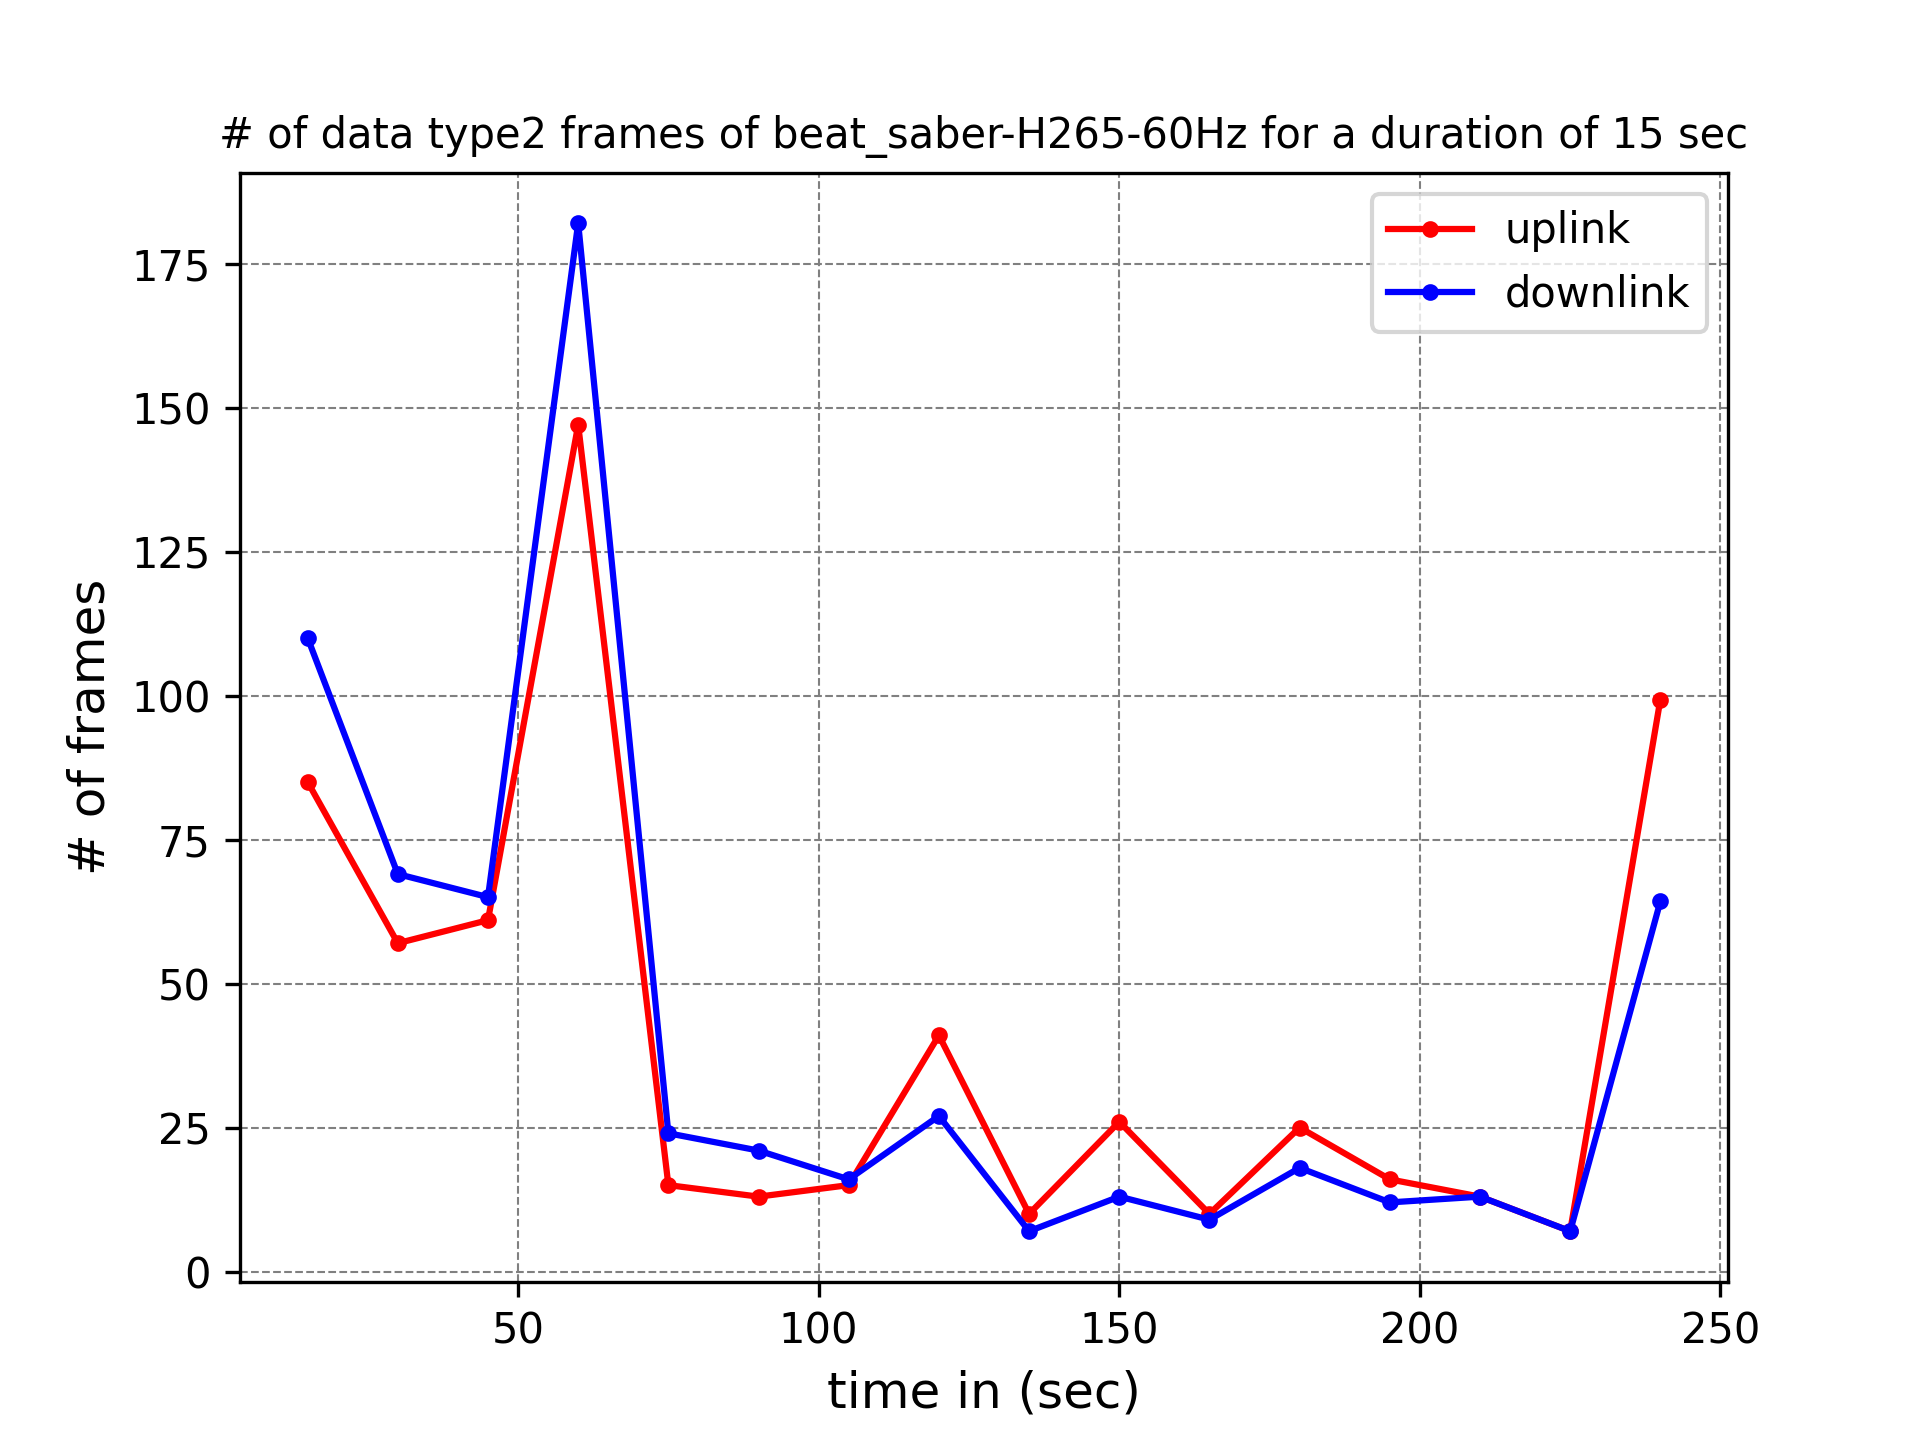 # of data type2 frames of beat_saber-H265-60Hz for a duration of 15 sec
uplink
downlink
175
150
125
100
75
50
25
0
# of frames
50 100 150 200 250
time in (sec)